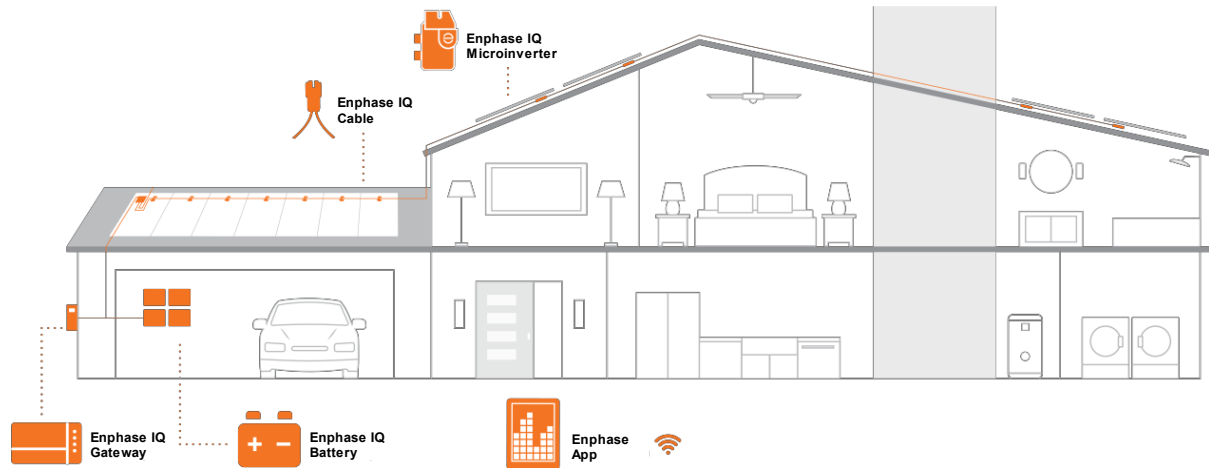 Enphase IQ
Microinverter
Enphase IQ
Cable
Enphase IQ
Gateway
Enphase IQ
Battery
Enphase
App